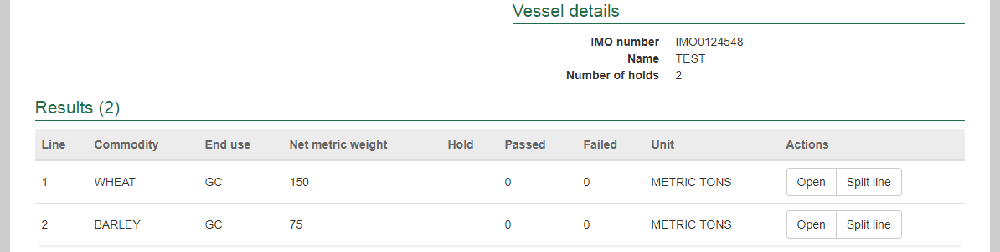 Vessel details
IMO number IMO0124548
Name TEST
Number of holds 2
Results (2)
Line Commodity End use Net metric weight Hold Passed Failed Unit Actions
1 WHEAT GC 150 0 0 METRIC TONS Open Split line
2 BARLEY GC 75 0 0 METRIC TONS Open Split line